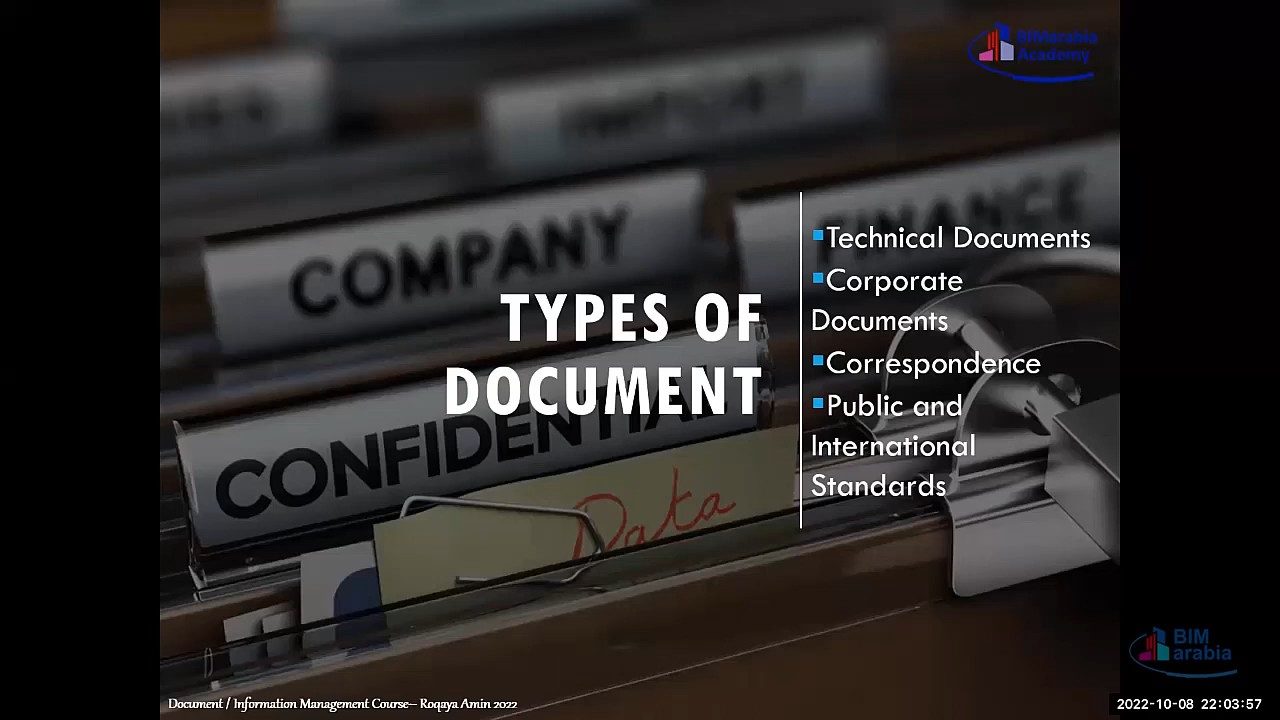 BIMarabia
Academy
COMPANY
FINANCE
TYPES OF
DOCUMENT
▪Technical Documents
▪Corporate
Documents
▪Correspondence
▪Public and
International
Standards
CONFIDENTIAL
Data
BIM
arabia
Document / Information Management Course– Roqaya Amin 2022
2022-10-08 22:03:57